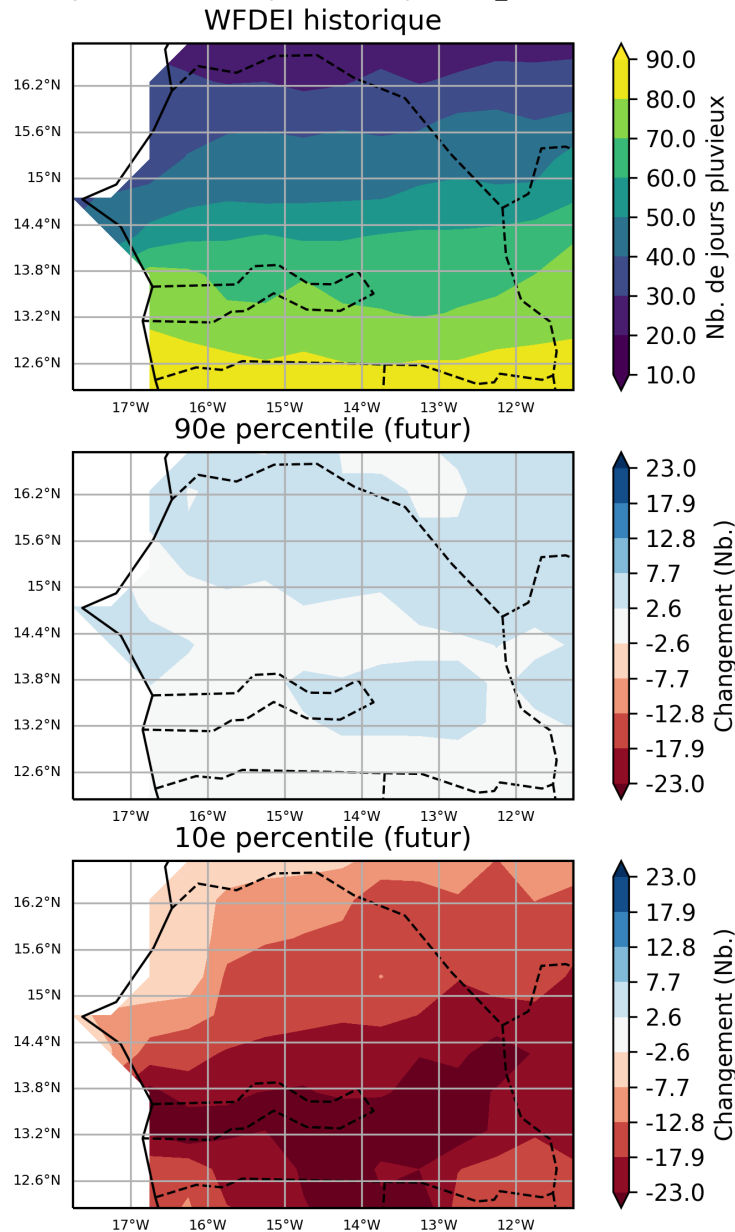 WFDEI historique
16.2°N
15.6°N
15°N
14.4°N
13.8°N
13.2°N
12.6°N
17°W 16°W 15°W 14°W 13°W 12°W
90.0
80.0
70.0
60.0
50.0
40.0
30.0
20.0
10.0
Nb. de jours pluvieux
90e percentile (futur)
16.2°N
15.6°N
15°N
14.4°N
13.8°N
13.2°N
12.6°N
17°W 16°W 15°W 14°W 13°W 12°W
23.0
17.9
12.8
7.7
2.6
-2.6
-7.7
-12.8
-17.9
-23.0
Changement (Nb.)
10e percentile (futur)
16.2°N
15.6°N
15°N
14.4°N
13.8°N
13.2°N
12.6°N
17°W 16°W 15°W 14°W 13°W 12°W
23.0
17.9
12.8
7.7
2.6
-2.6
-7.7
-12.8
-17.9
-23.0
Changement (Nb.)